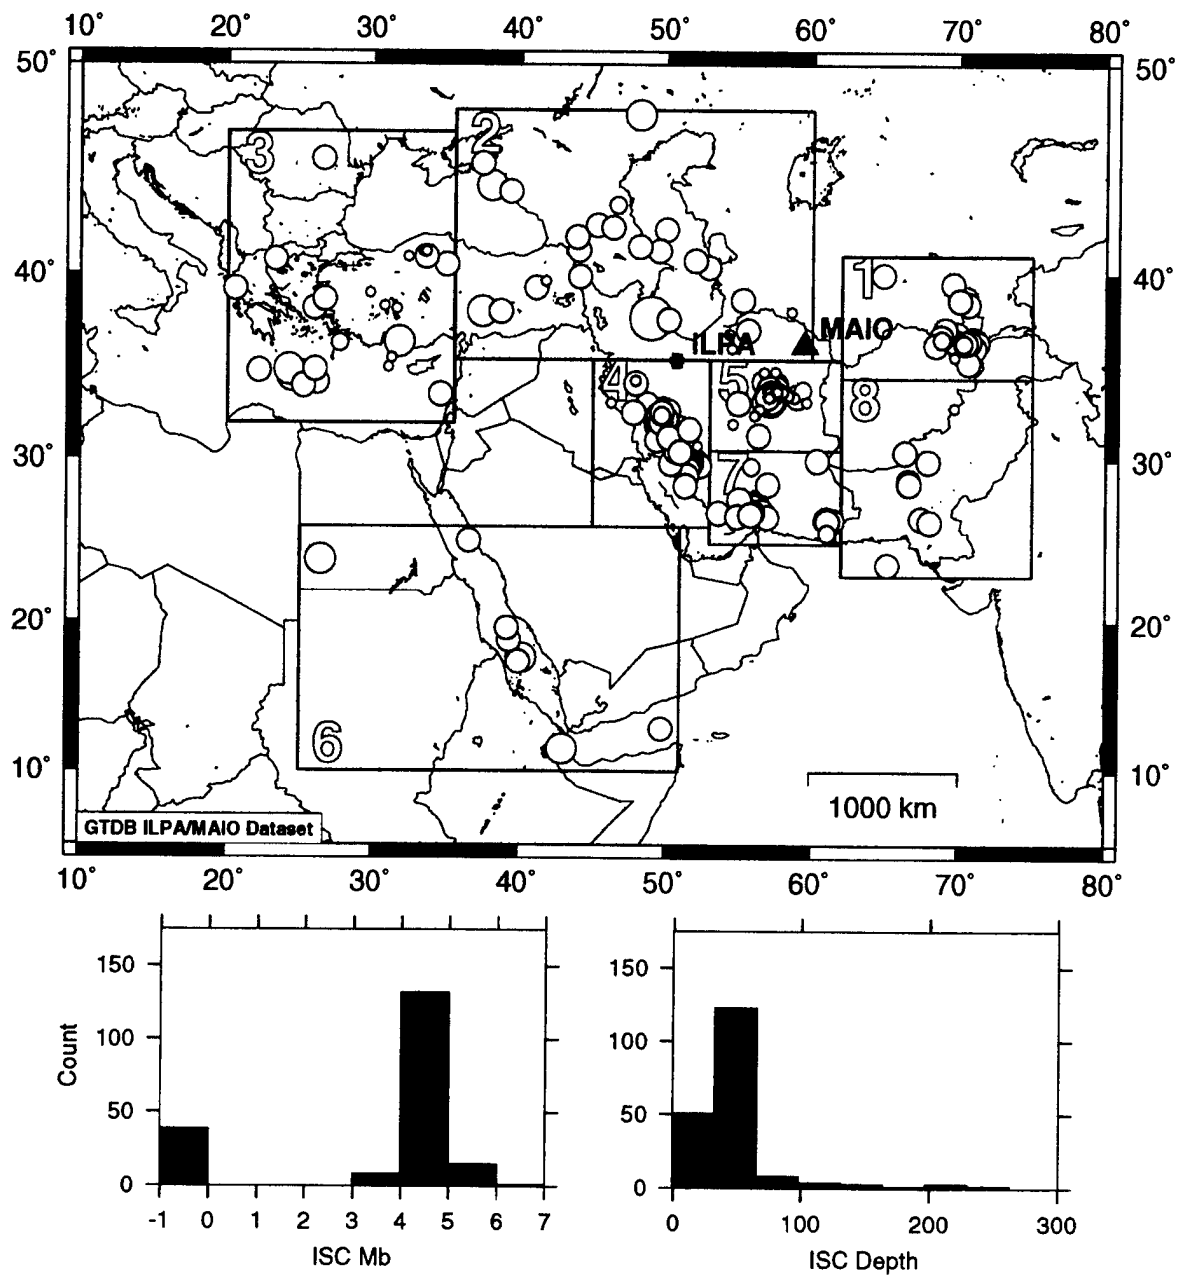 10° 20° 30° 40° 50° 60° 70° 80°
50° 50°
3 2
40° 1 40°
ILPA MAIO
4 5 8
30° 7 30°
20° 20°
6
10° 10°
1000 km
GTDB ILPA/MAIO Dataset
10° 20° 30° 40° 50° 60° 70° 80°
150 150
100 100
Count
50 50
0 0
-1 0 1 2 3 4 5 6 7 0 100 200 300
ISC Mb ISC Depth